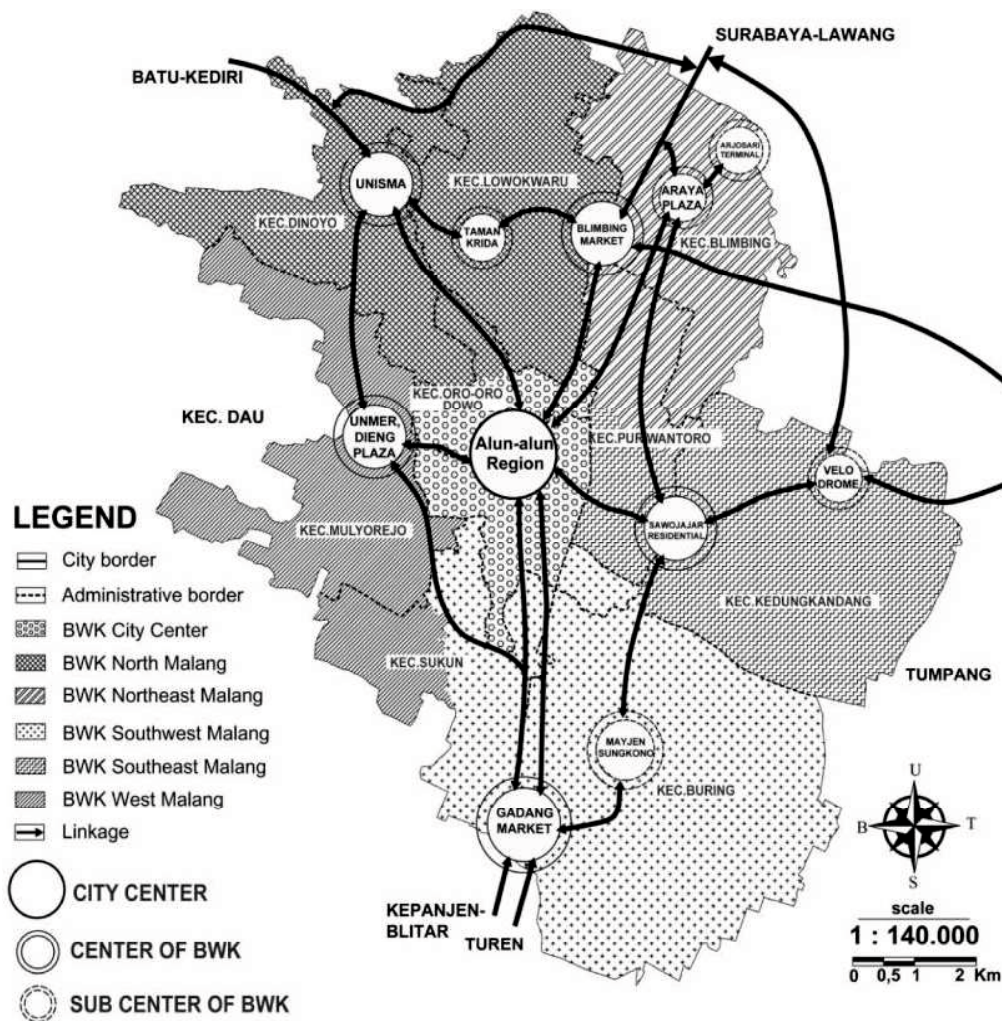 SURABAYA-LAWANG
BATU-KEDIRI
ARJOSARI
TERMINAL
UNISMA
KEC.LOWOKWARU
ARAYA
PLAZA
KEC.DINOYO
TAMAN
KRIDA
BLIMBING
MARKET
KEC.BLIMBING
KEC.ORO-ORO
DOWO
KEC. DAU
UNMER,
DIENG
PLAZA
Alun-alun
Region
KEC.PURWANTORO
VELO
DROME
SAWOJAJAR
RESIDENTIAL
KEC.MULYOREJO
KEC.KEDUNGKANDANG
KEC.SUKUN
TUMPANG
MAYJEN
SUNGKONO
KEC.BURING
GADANG
MARKET
KEPANJEN-
BLITAR
TUREN
LEGEND
City border
Administrative border
BWK City Center
BWK North Malang
BWK Northeast Malang
BWK Southwest Malang
BWK Southeast Malang
BWK West Malang
Linkage
CITY CENTER
CENTER OF BWK
SUB CENTER OF BWK
U
B
T
S
scale
1 : 140.000
0 0,5 1 2 Km